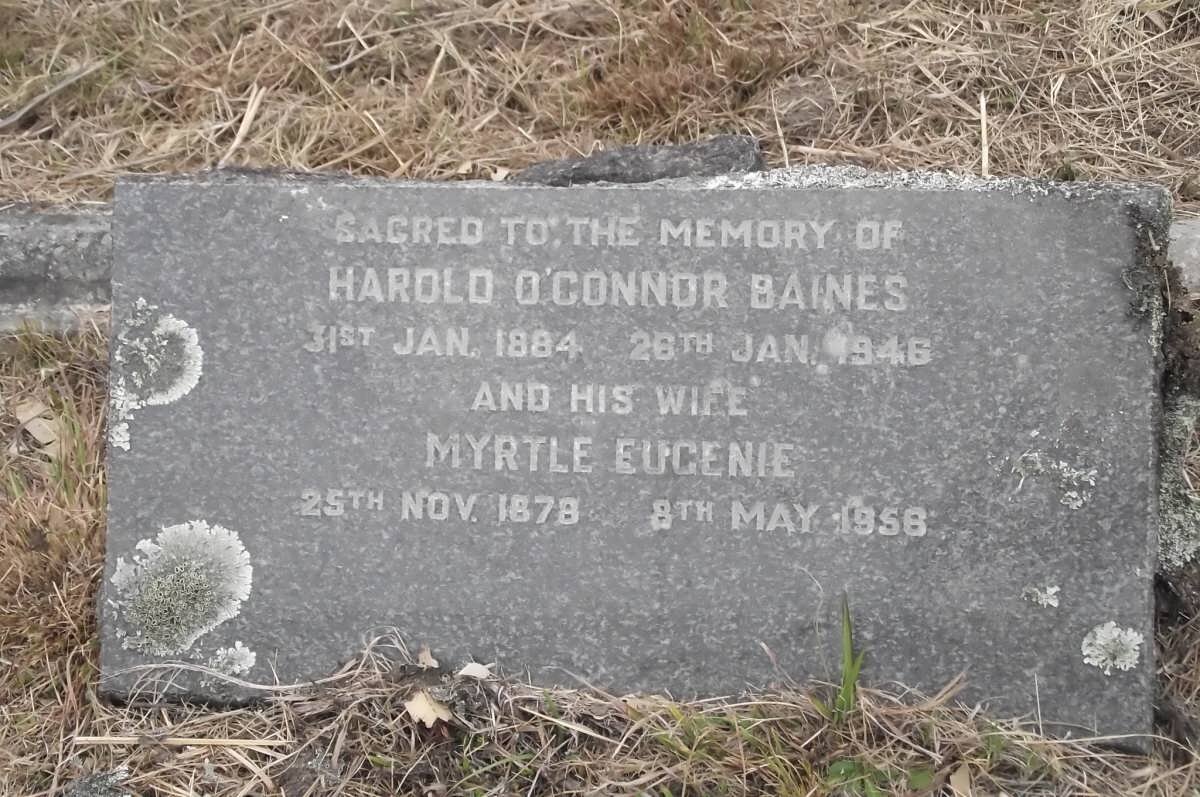 SACRED TO THE MEMORY OF
HAROLD O'CONNOR BAINES
31ST JAN. 1884. 26TH JAN. 1946
AND HIS WIFE
MYRTLE EUGENIE
25TH NOV. 1878 8TH MAY 1956